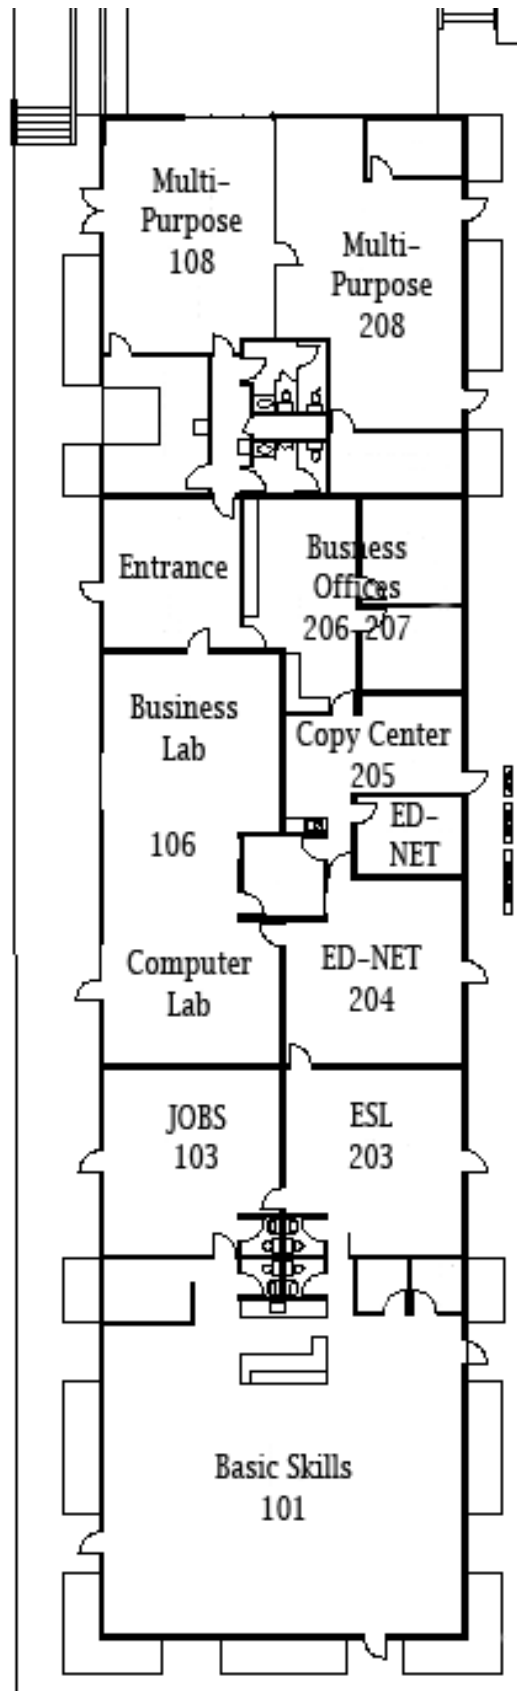 Multi-
Purpose
108
Multi-
Purpose
208
Entrance
Busness
Offices
206-207
Business
Lab
106
Computer
Lab
Copy Center
205
ED-
NET
ED-NET
204
JOBS
103
ESL
203
Basic Skills
101